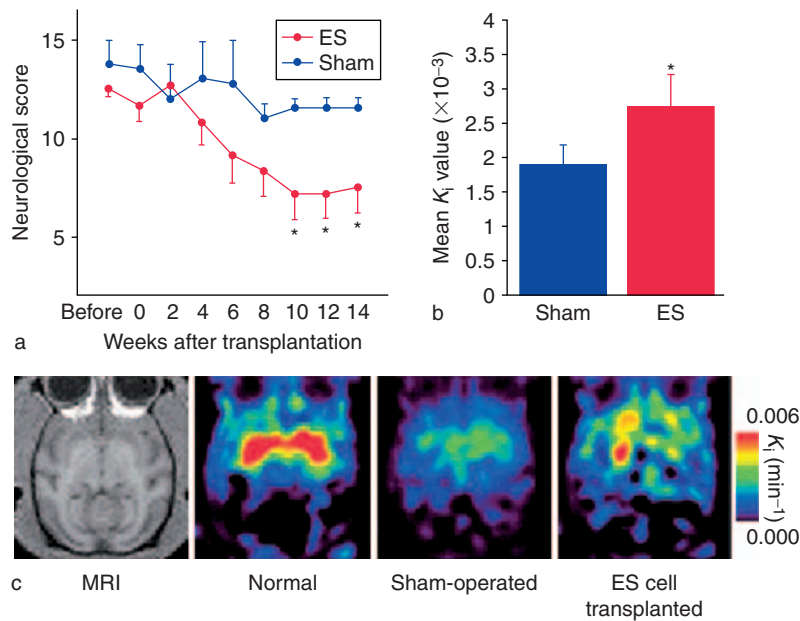 ES
Sham
Neurological score
15
10
5
Before 0 2 4 6 8 10 12 14
* * *
a Weeks after transplantation
Mean Ki value (×10⁻³)
4
3.5
3
2.5
2
1.5
1
0.5
0
*
Sham ES
b
0.006
Ki (min⁻¹)
0.000
c MRI Normal Sham-operated ES cell
transplanted